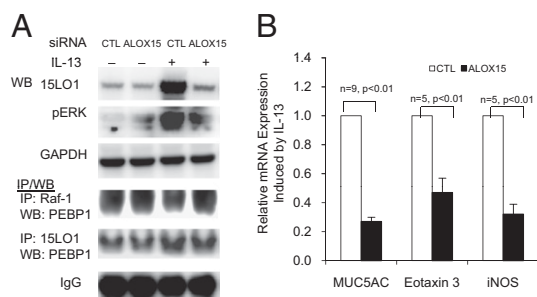 A
siRNA CTL ALOX15 CTL ALOX15
IL-13 – – + +
WB 15LO1
pERK
GAPDH
IP/WB
IP: Raf-1
WB: PEBP1
IP: 15LO1
WB: PEBP1
IgG
B
Relative mRNA Expression
Induced by IL-13
1.4
1.2
1.0
0.8
0.6
0.4
0.2
0.0
CTL ALOX15
n=9, p<0.01
n=5, p<0.01
n=5, p<0.01
MUC5AC Eotaxin 3 iNOS